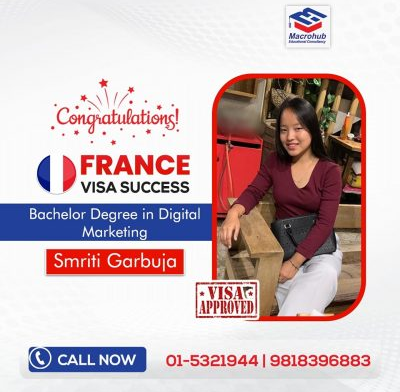 Macrohub
Educational Consultancy
Congratulations!
FRANCE
VISA SUCCESS
Bachelor Degree in Digital
Marketing
Smriti Garbuja
VISA
APPROVED
CALL NOW
01-5321944 | 9818396883